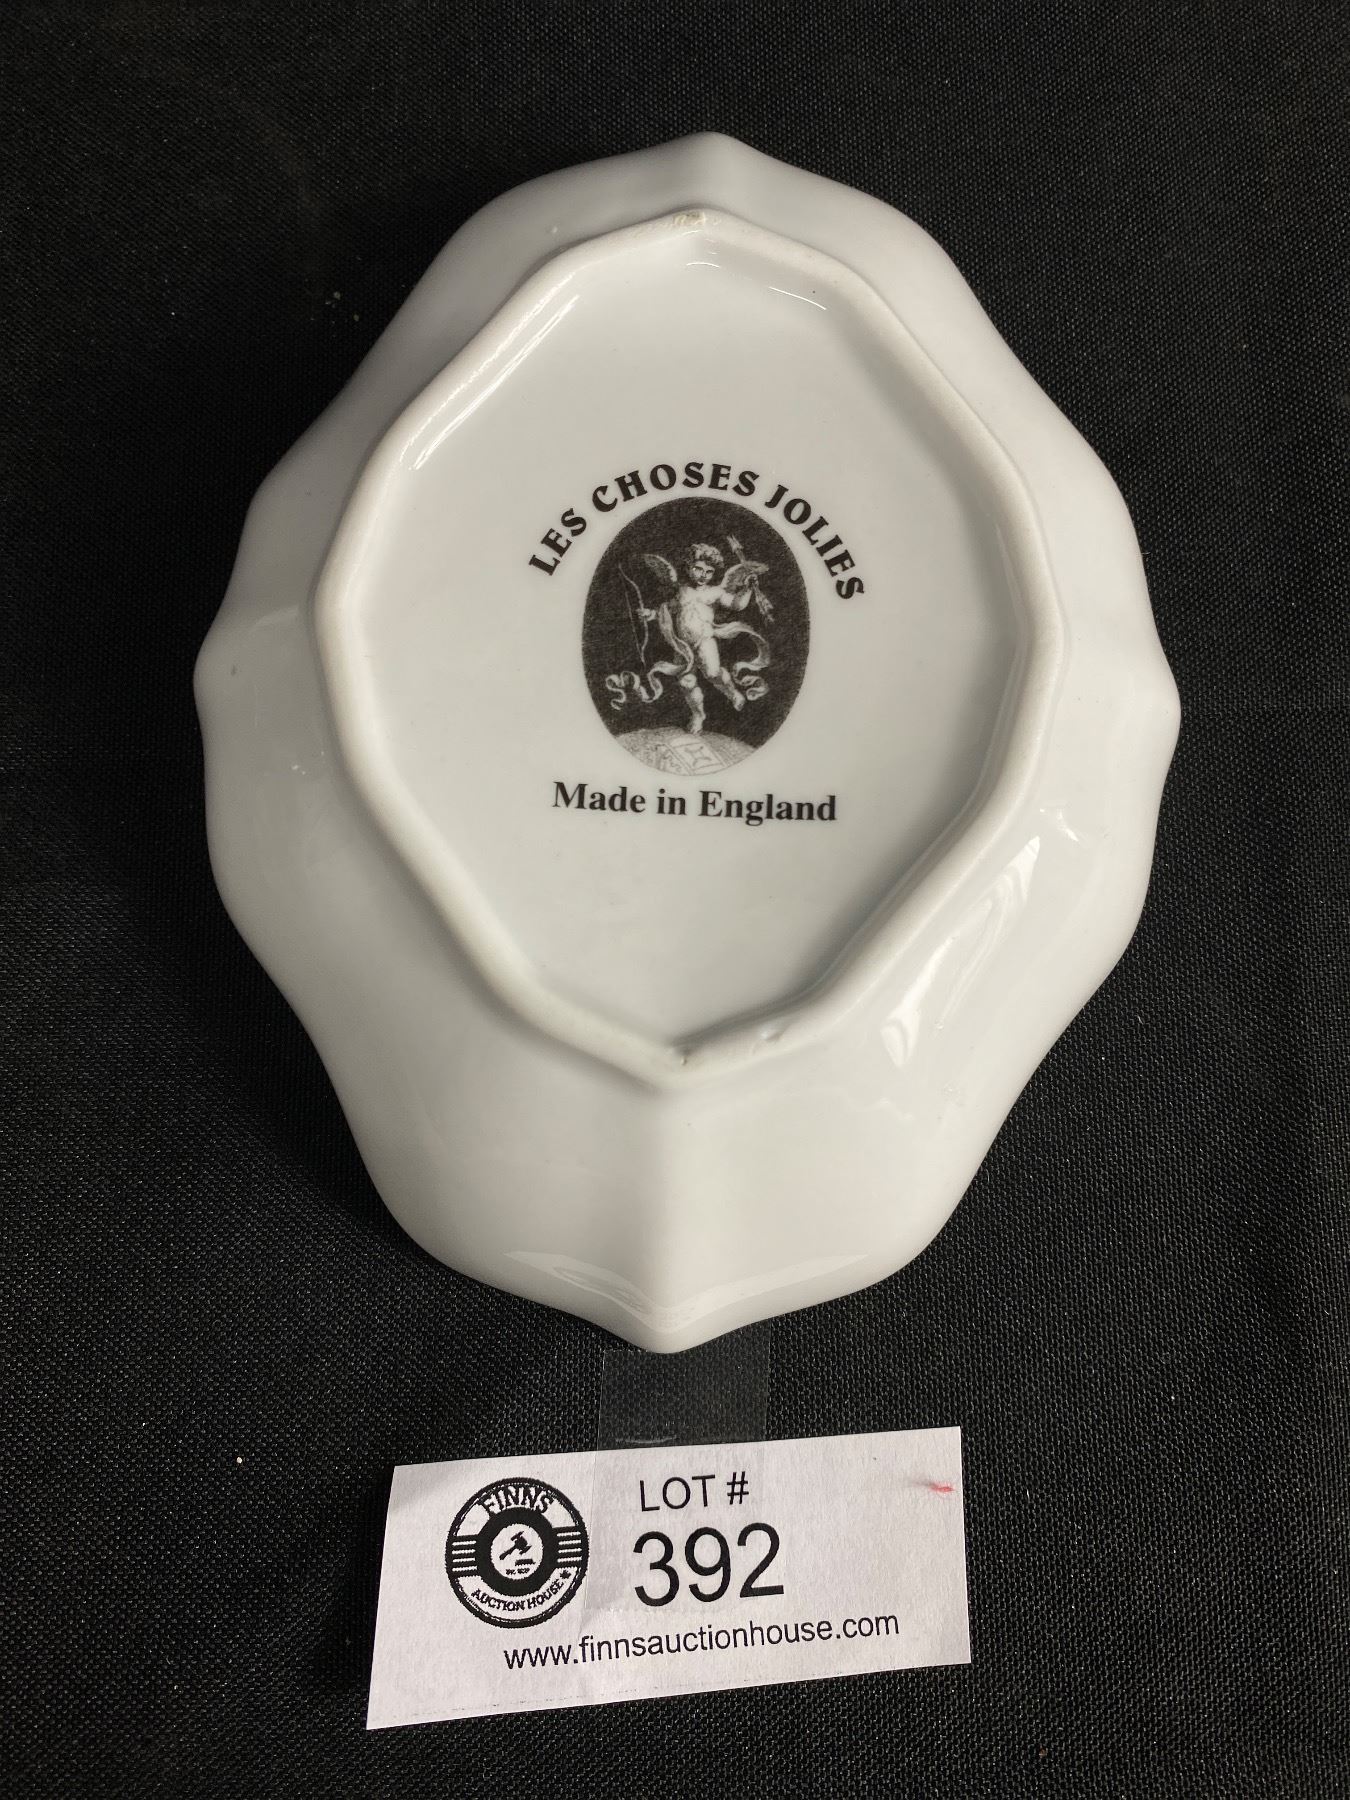 LES CHOSES JOLIES
Made in England
FINNS
AUCTION HOUSE
LOT #
392
www.finnsauctionhouse.com